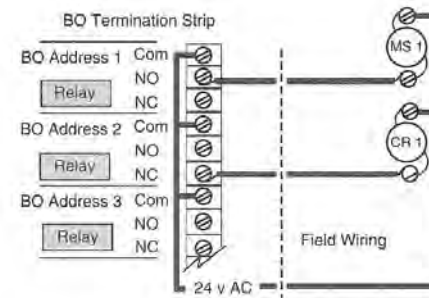 BO Termination Strip
BO Address 1 Com
Relay NO
NC
BO Address 2 Com
Relay NO
NC
BO Address 3 Com
Relay NO
NC
MS 1
CR 1
Field Wiring
24 v AC